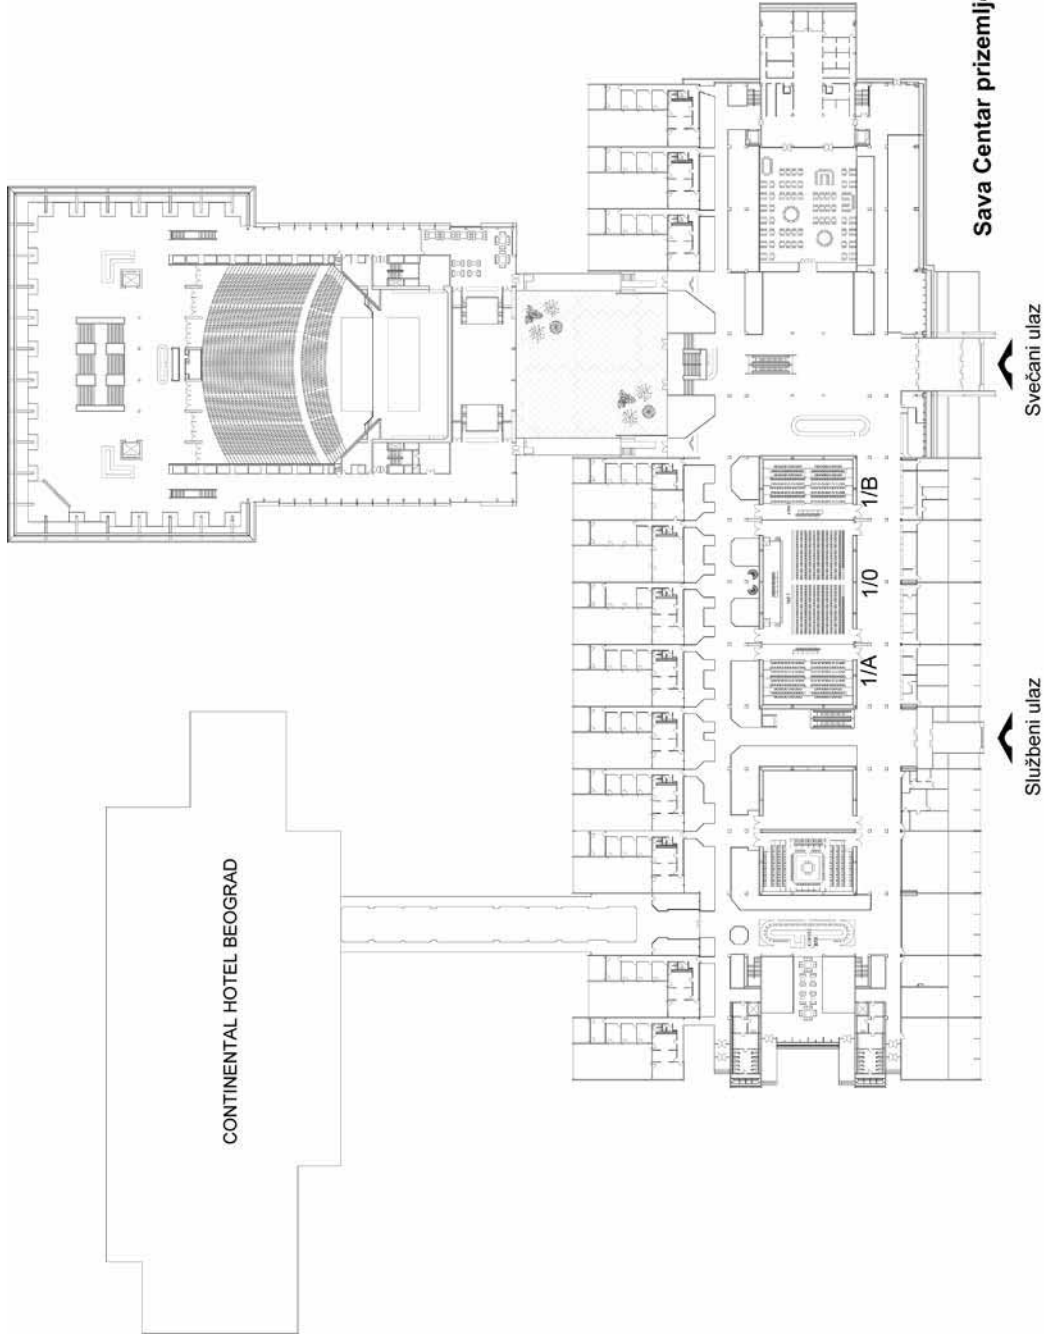 Sava Centar prizemlje
CONTINENTAL HOTEL BEOGRAD
1/A
1/0
1/B
Službeni ulaz
Svečani ulaz